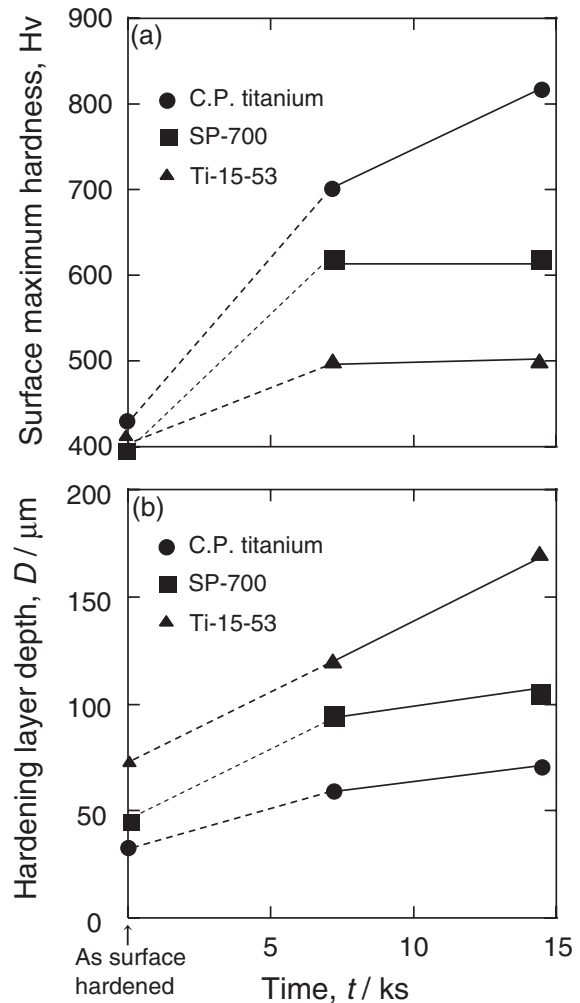 900
(a)
800
C.P. titanium
SP-700
700
Ti-15-53
600
500
400
Surface maximum hardness, Hv
200
(b)
C.P. titanium
SP-700
150
Ti-15-53
100
50
0
Hardening layer depth, D / μm
5
10
15
↑
As surface
hardened
Time, t / ks